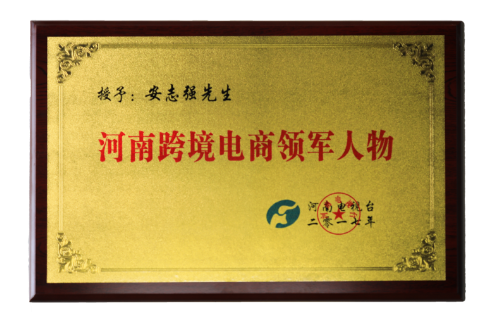 授予：安志强先生
河南跨境电商领军人物
河南电视台
二零一七年